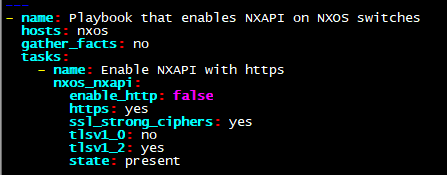 ---
- name: Playbook that enables NXAPI on NXOS switches
  hosts: nxos
  gather_facts: no
  tasks:
    - name: Enable NXAPI with https
      nxos_nxapi:
        enable_http: false
        https: yes
        ssl_strong_ciphers: yes
        tlsv1_0: no
        tlsv1_2: yes
        state: present